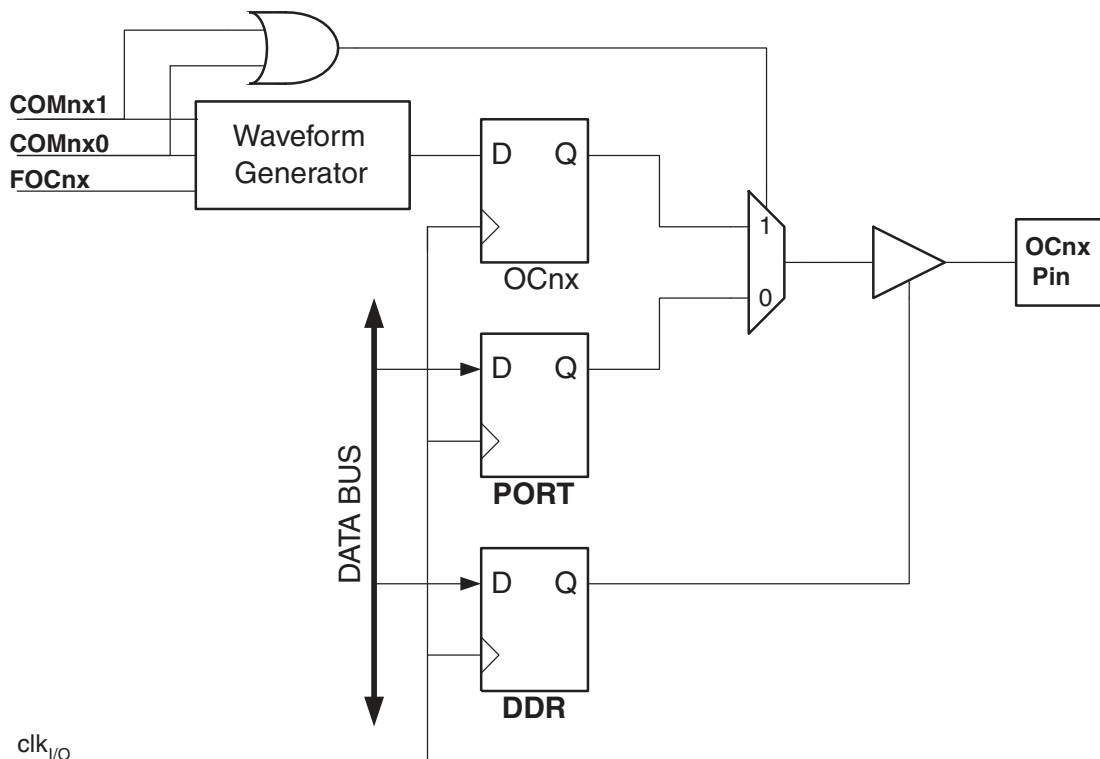 COMnx1
COMnx0
FOCnx
Waveform
Generator
D Q
OCnx
1
0
OCnx
Pin
D Q
PORT
DATA BUS
D Q
DDR
clkI/O